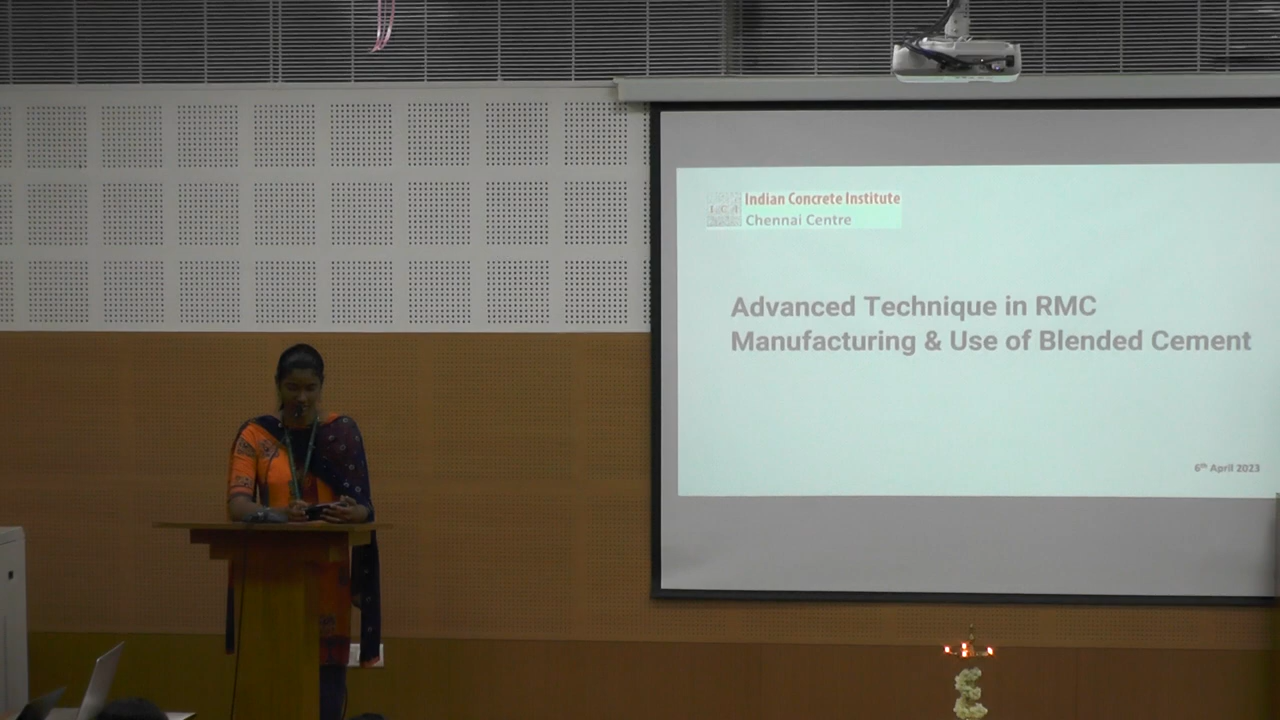 Indian Concrete Institute
Chennai Centre
Advanced Technique in RMC
Manufacturing & Use of Blended Cement
6th April 2023